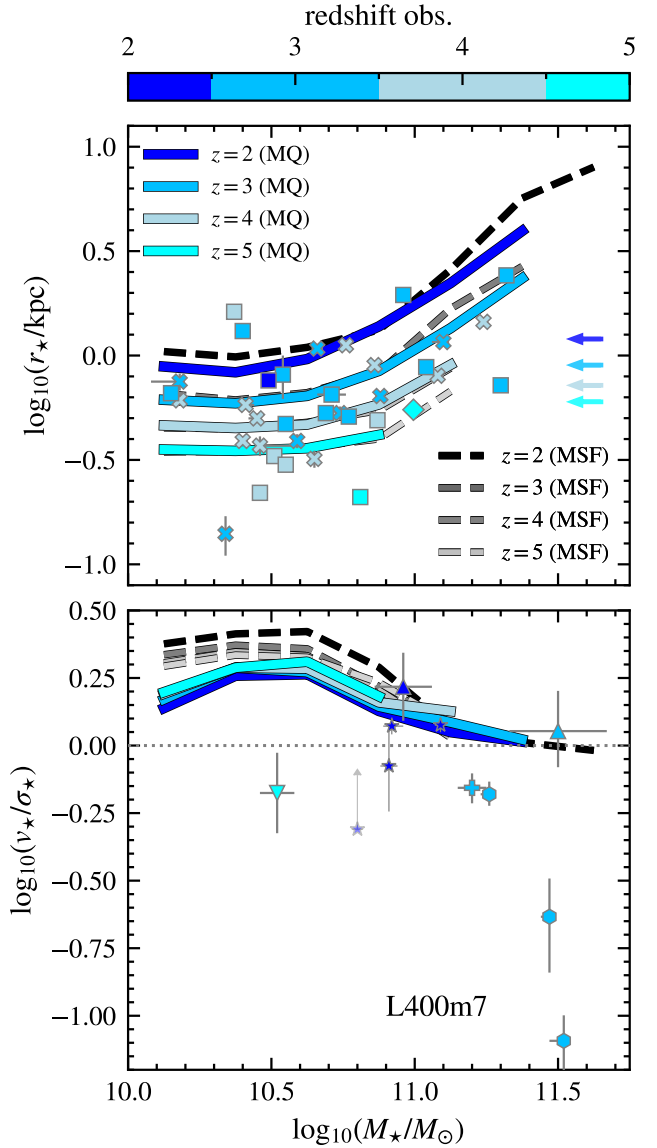 redshift obs.
2 3 4 5
z = 2 (MQ)
z = 3 (MQ)
z = 4 (MQ)
z = 5 (MQ)
1.0
0.5
0.0
−0.5
−1.0
log₁₀(r⋆/kpc)
z = 2 (MSF)
z = 3 (MSF)
z = 4 (MSF)
z = 5 (MSF)
0.50
0.25
0.00
−0.25
−0.50
−0.75
−1.00
log₁₀(v⋆/σ⋆)
L400m7
10.0 10.5 11.0 11.5
log₁₀(M⋆/M⊙)